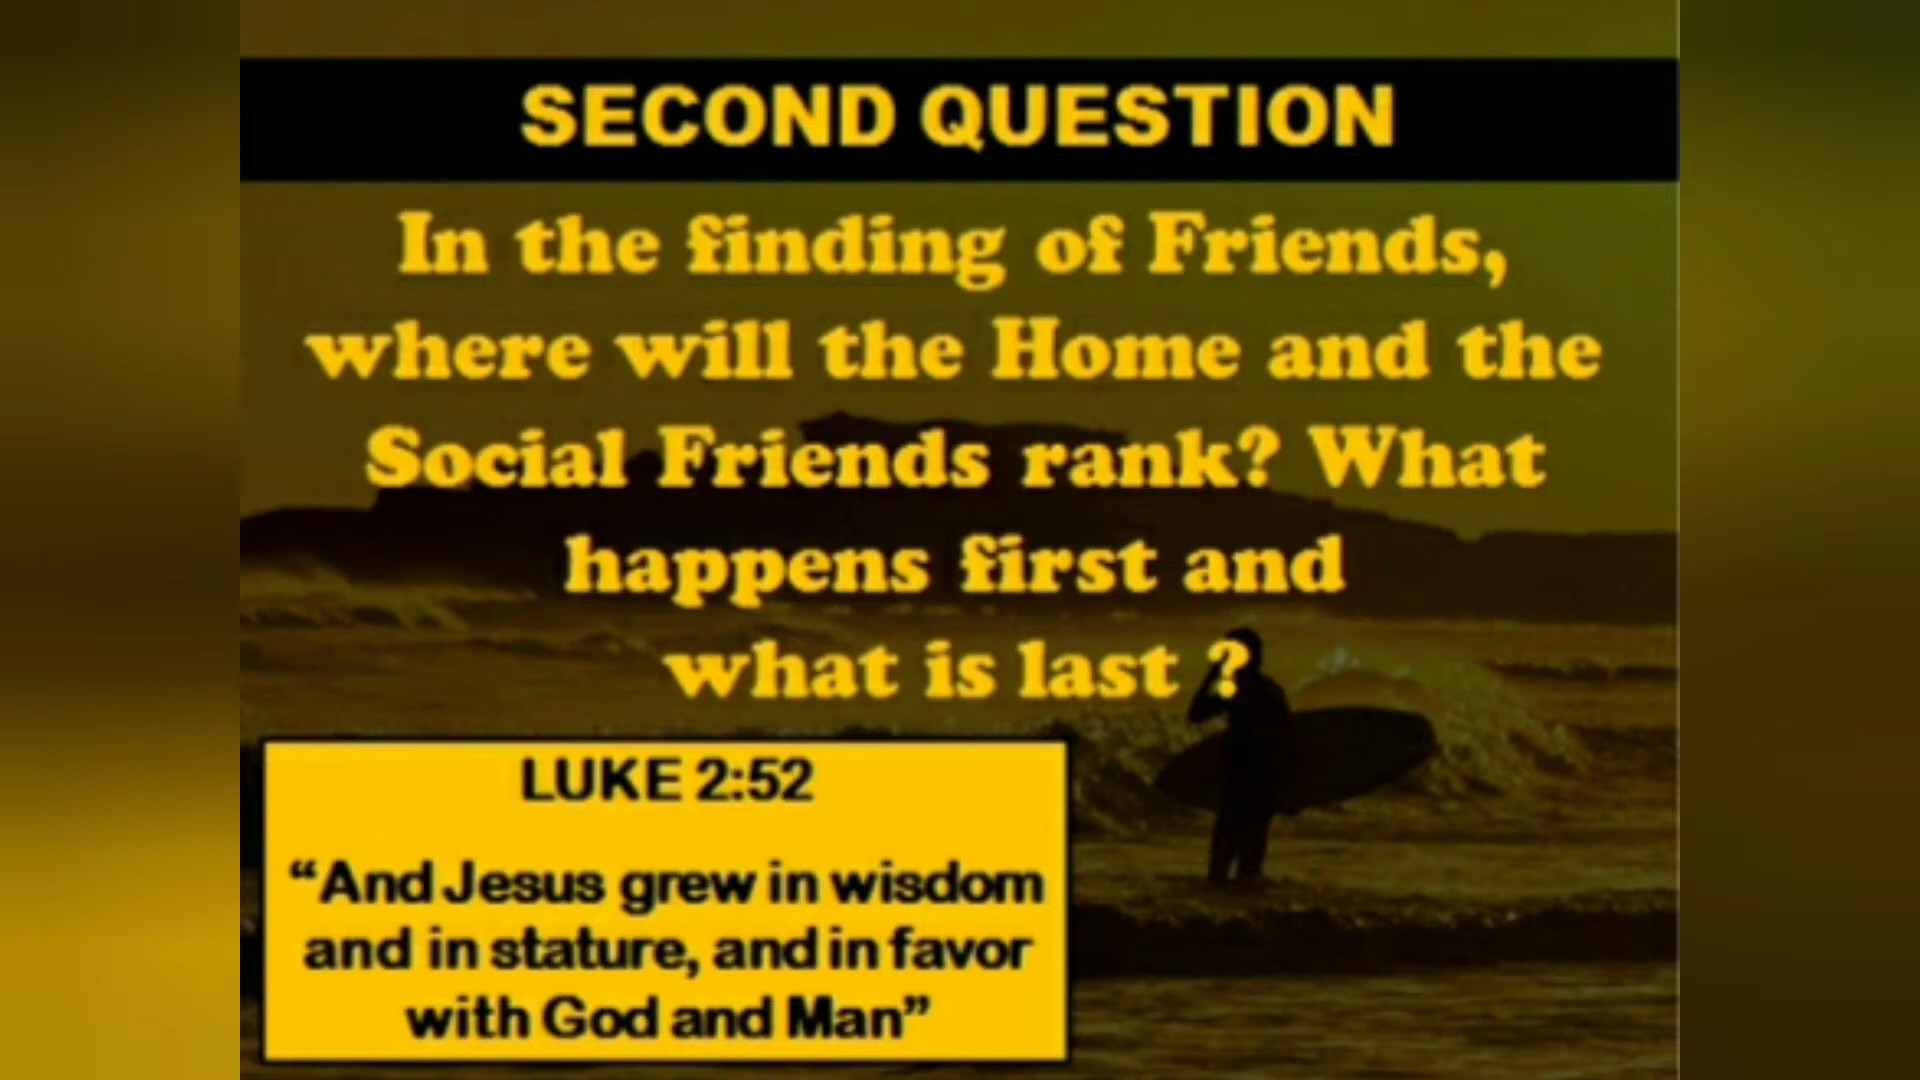 SECOND QUESTION
In the finding of Friends,
where will the Home and the
Social Friends rank? What
happens first and
what is last ?
LUKE 2:52
“And Jesus grew in wisdom
and in stature, and in favor
with God and Man”